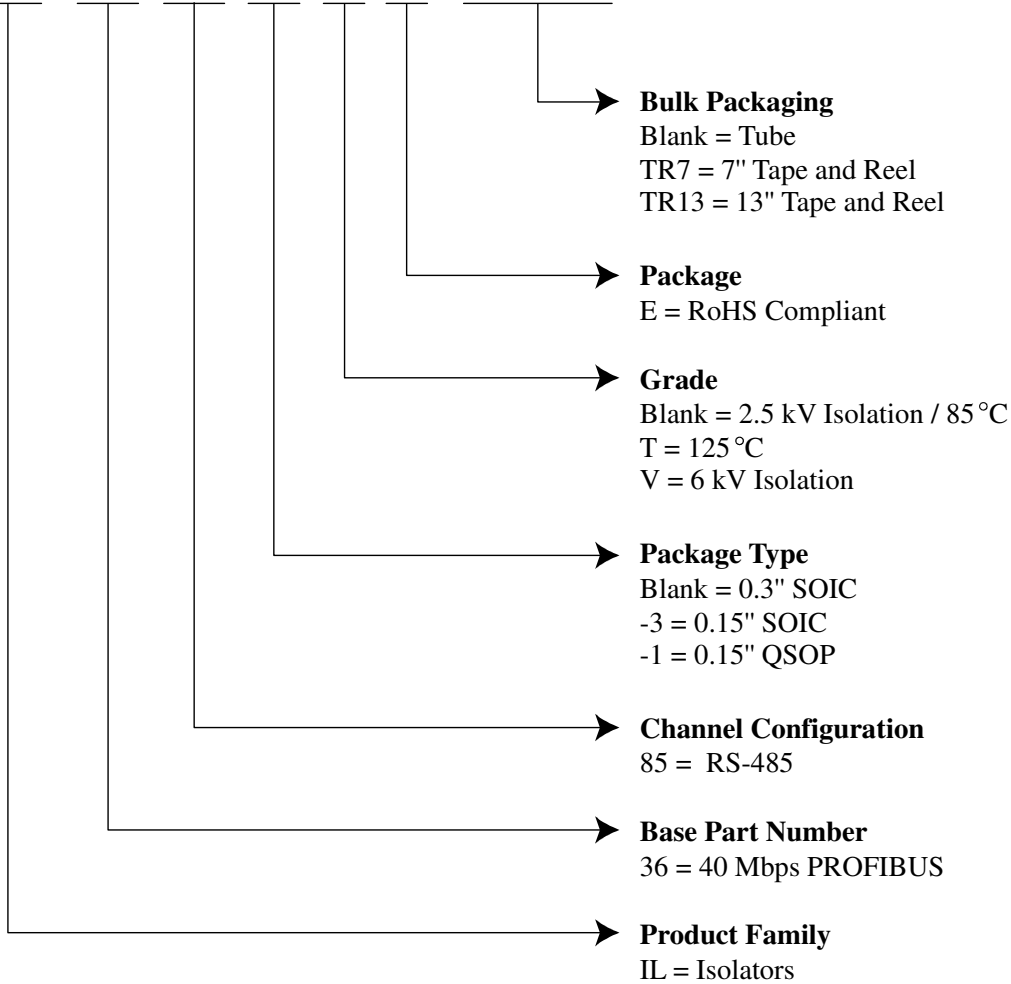 Bulk Packaging
Blank = Tube
TR7 = 7" Tape and Reel
TR13 = 13" Tape and Reel
Package
E = RoHS Compliant
Grade
Blank = 2.5 kV Isolation / 85 °C
T = 125 °C
V = 6 kV Isolation
Package Type
Blank = 0.3" SOIC
-3 = 0.15" SOIC
-1 = 0.15" QSOP
Channel Configuration
85 = RS-485
Base Part Number
36 = 40 Mbps PROFIBUS
Product Family
IL = Isolators